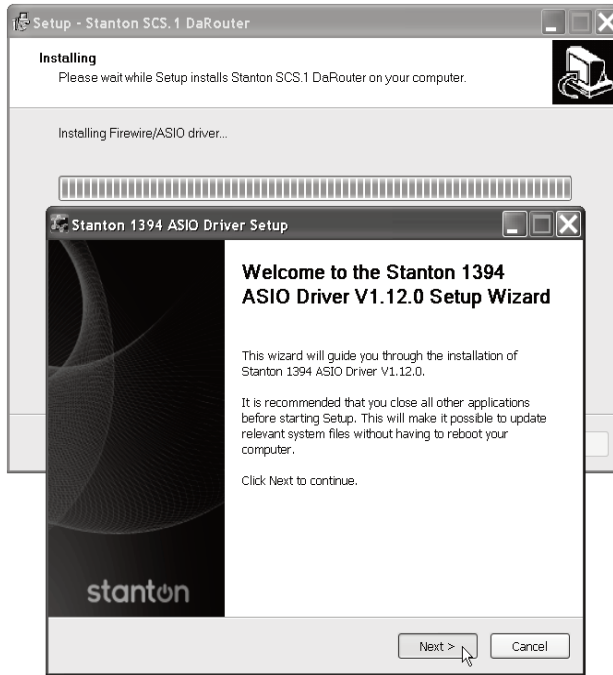 Setup - Stanton SCS.1 DaRouter
Installing
Please wait while Setup installs Stanton SCS.1 DaRouter on your computer.
Installing Firewire/ASIO driver...
Stanton 1394 ASIO Driver Setup
Welcome to the Stanton 1394
ASIO Driver V1.12.0 Setup Wizard
This wizard will guide you through the installation of
Stanton 1394 ASIO Driver V1.12.0.
It is recommended that you close all other applications
before starting Setup. This will make it possible to update
relevant system files without having to reboot your
computer.
Click Next to continue.
stanton
Next >
Cancel